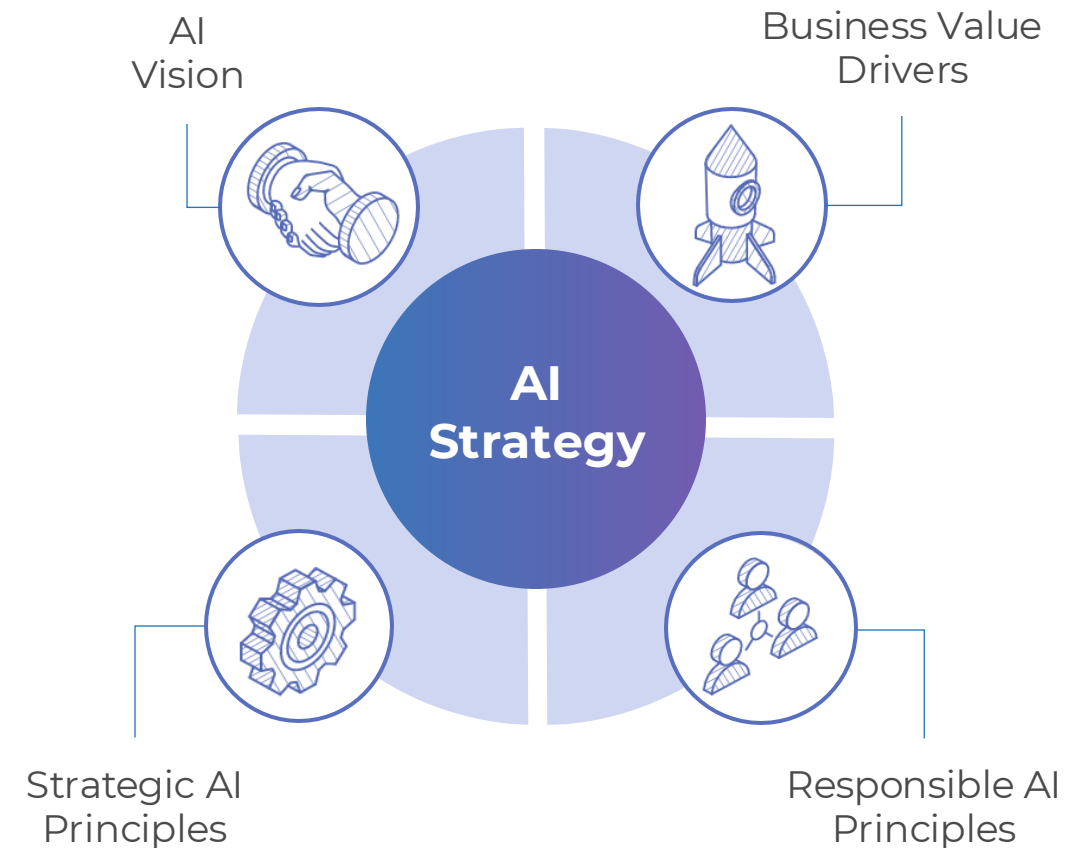 AI
Vision
Business Value
Drivers
AI
Strategy
Strategic AI
Principles
Responsible AI
Principles